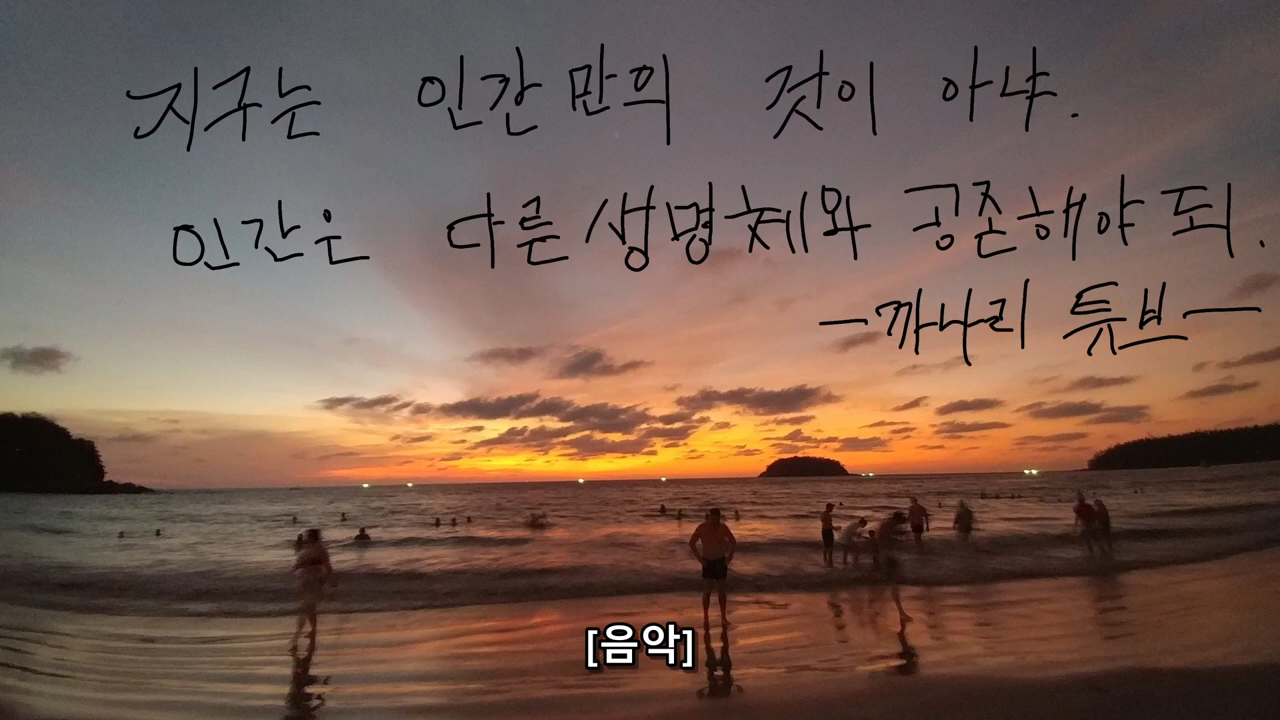 지구는 인간만의 것이 아냐.
인간은 다른 생명체와 공존해야 되.
-까나리 튜브-
[음악]